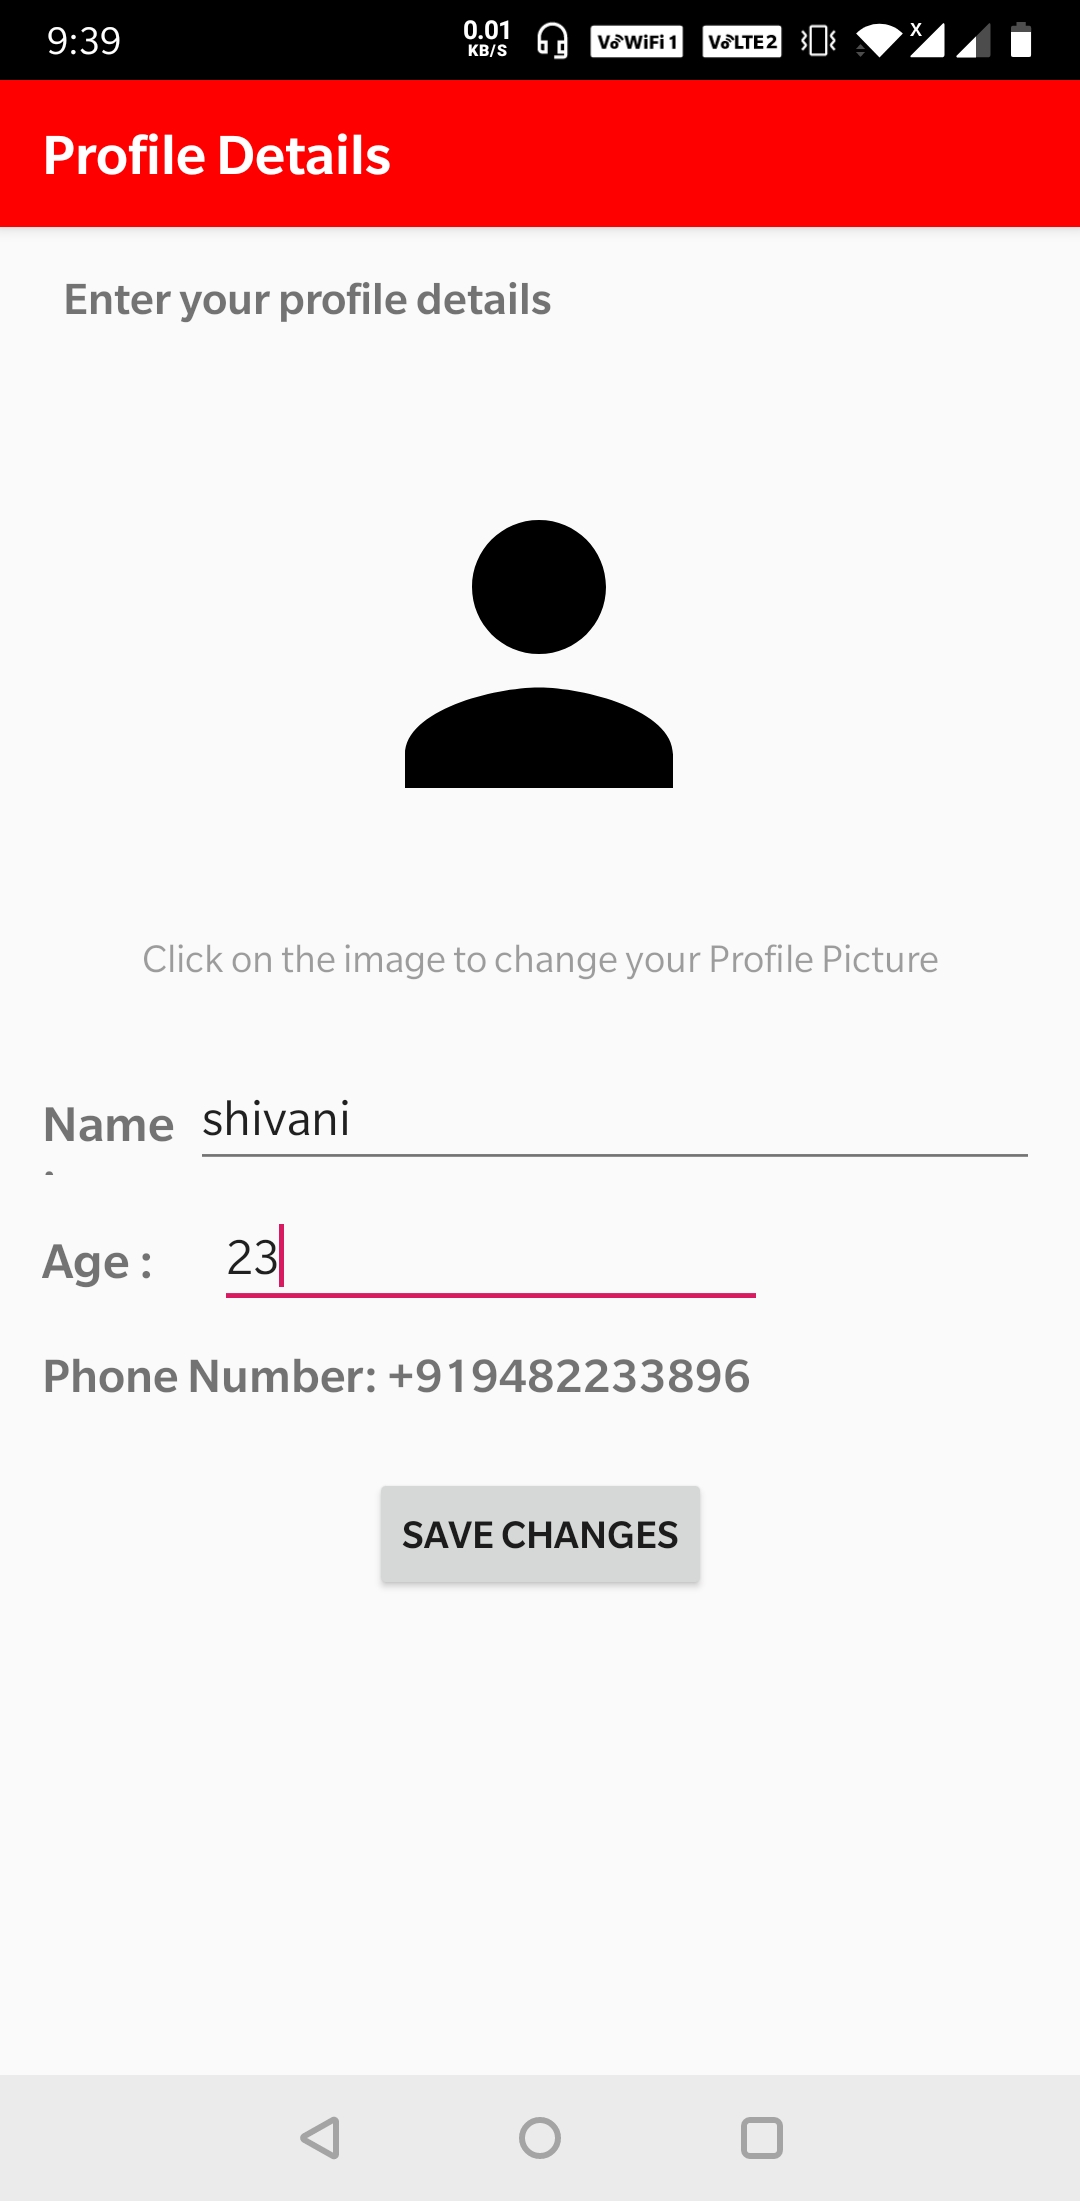 9:39 0.01 KB/S VoWiFi 1 VoLTE2 X
Profile Details
Enter your profile details
Click on the image to change your Profile Picture
Name shivani
:
Age : 23
Phone Number: +919482233896
SAVE CHANGES